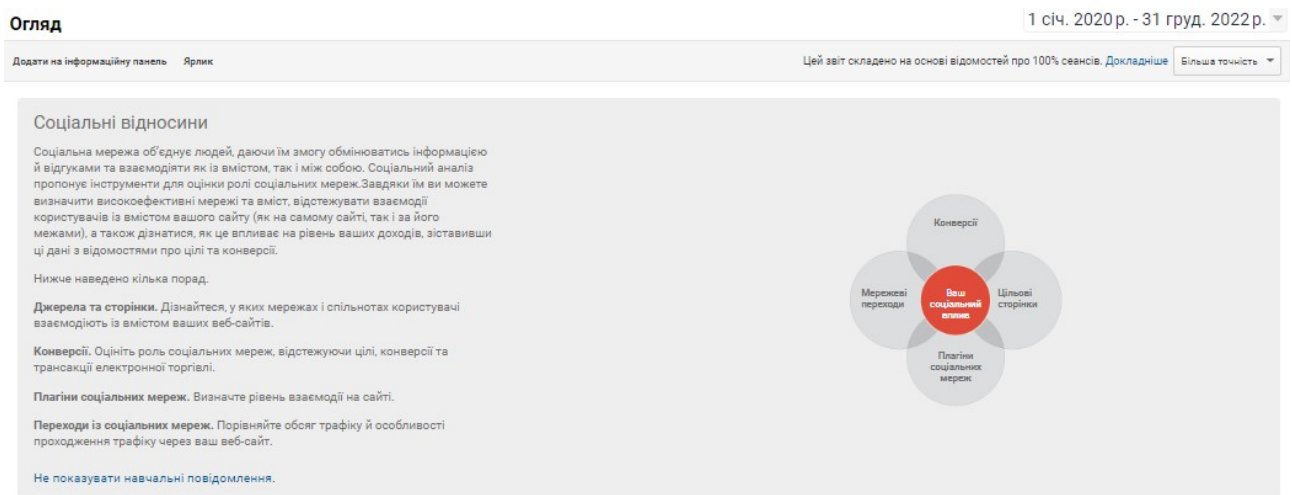 Огляд
1 січ. 2020 р. - 31 груд. 2022 р.
Додати на інформаційну панель Ярлик
Цей звіт складено на основі відомостей про 100% сеансів. Докладніше Більша точність
Соціальні відносини
Соціальна мережа об'єднує людей, даючи їм змогу обмінюватись інформацією
й відгуками та взаємодіяти як із вмістом, так і між собою. Соціальний аналіз
пропонує інструменти для оцінки ролі соціальних мереж.Завдяки їм ви можете
визначити високоефективні мережі та вміст, відстежувати взаємодії
користувачів із вмістом вашого сайту (як на самому сайті, так і за його
межами), а також дізнатися, як це впливає на рівень ваших доходів, зіставивши
ці дані з відомостями про цілі та конверсії.
Нижче наведено кілька порад.
Джерела та сторінки. Дізнайтеся, у яких мережах і спільнотах користувачі
взаємодіють із вмістом ваших веб-сайтів.
Конверсії. Оцініть роль соціальних мереж, відстежуючи цілі, конверсії та
трансакції електронної торгівлі.
Плагіни соціальних мереж. Визначте рівень взаємодії на сайті.
Переходи із соціальних мереж. Порівняйте обсяг трафіку й особливості
проходження трафіку через ваш веб-сайт.
Не показувати навчальні повідомлення.
Конверсії
Мережеві
переходи
Ваш
соціальний
вплив
Цільові
сторінки
Плагіни
соціальних
мереж